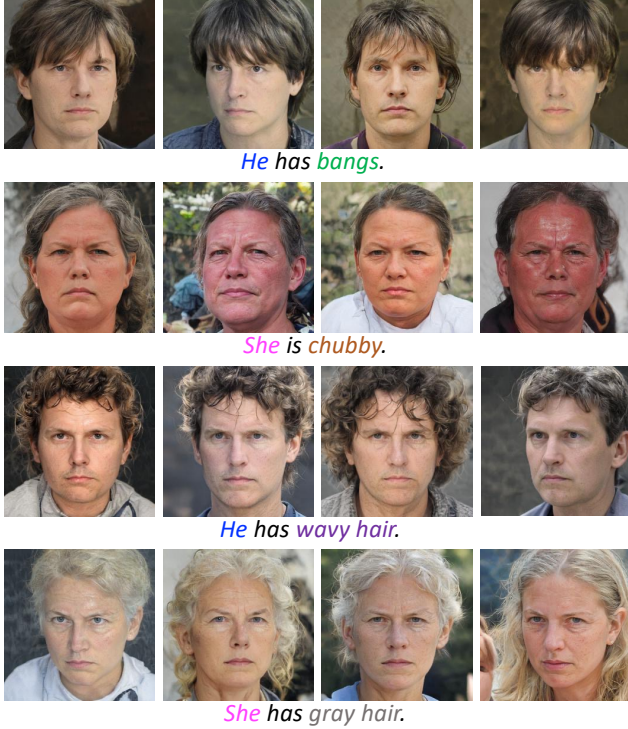 He has bangs.
She is chubby.
He has wavy hair.
She has gray hair.